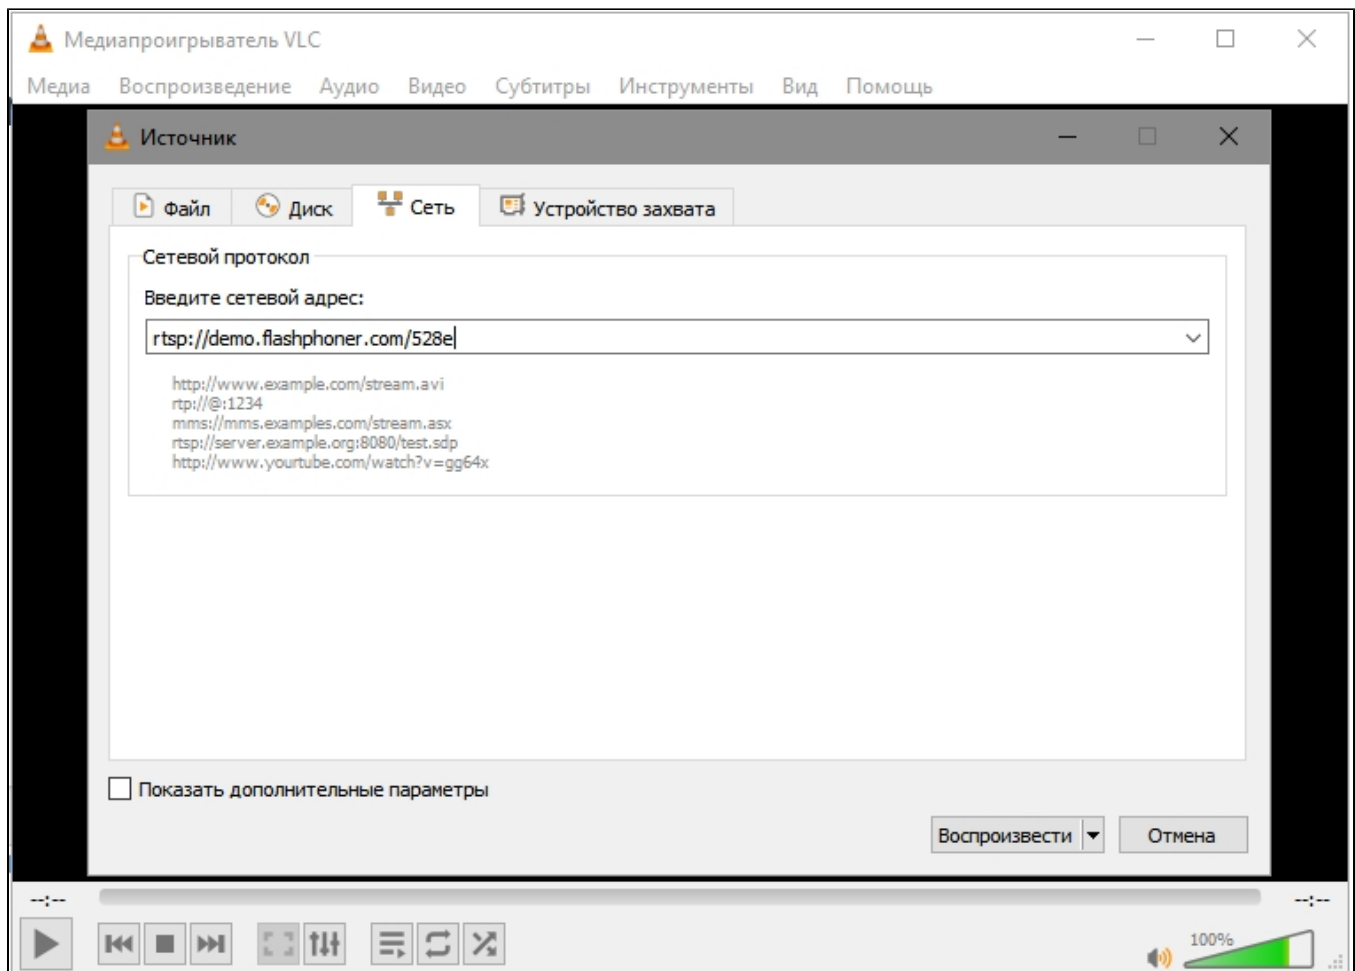 Медиапроигрыватель VLC
Медиа Воспроизведение Аудио Видео Субтитры Инструменты Вид Помощь
Источник
Файл Диск Сеть Устройство захвата
Сетевой протокол
Введите сетевой адрес:
rtsp://demo.flashphoner.com/528e
http://www.example.com/stream.avi
rtp://@:1234
mms://mms.examples.com/stream.asx
rtsp://server.example.org:8080/test.sdp
http://www.yourtube.com/watch?v=gg64x
Показать дополнительные параметры
Воспроизвести Отмена
--:-- --:--
100%